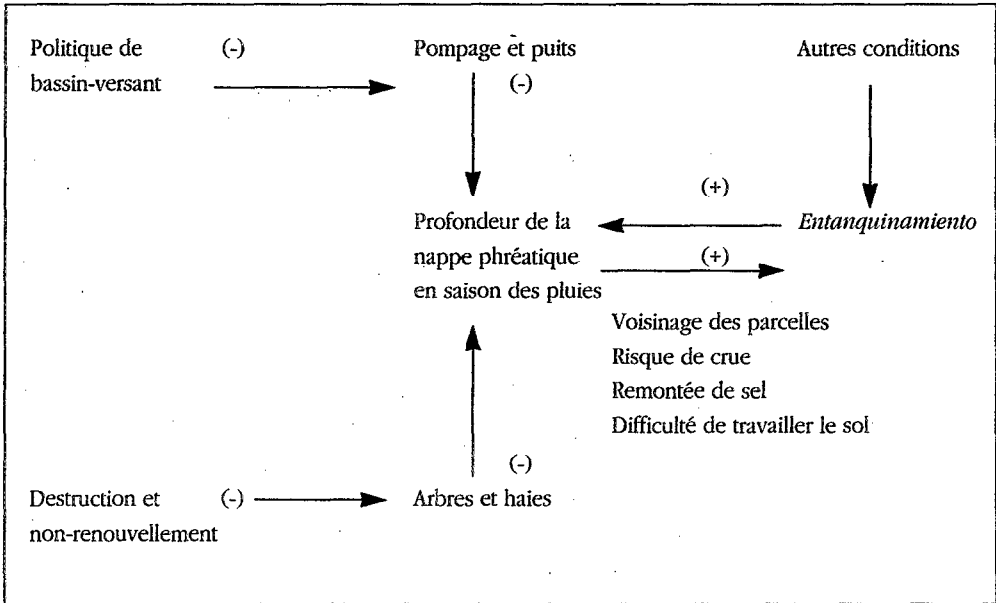 Politique de
bassin-versant
(-)
Pompage et puits
(-)
Autres conditions
(+)
Profondeur de la
nappe phréatique
en saison des pluies
Entanquinamiento
(+)
Voisinage des parcelles
Risque de crue
Remontée de sel
Difficulté de travailler le sol
(-)
Destruction et
non-renouvellement
(-)
Arbres et haies